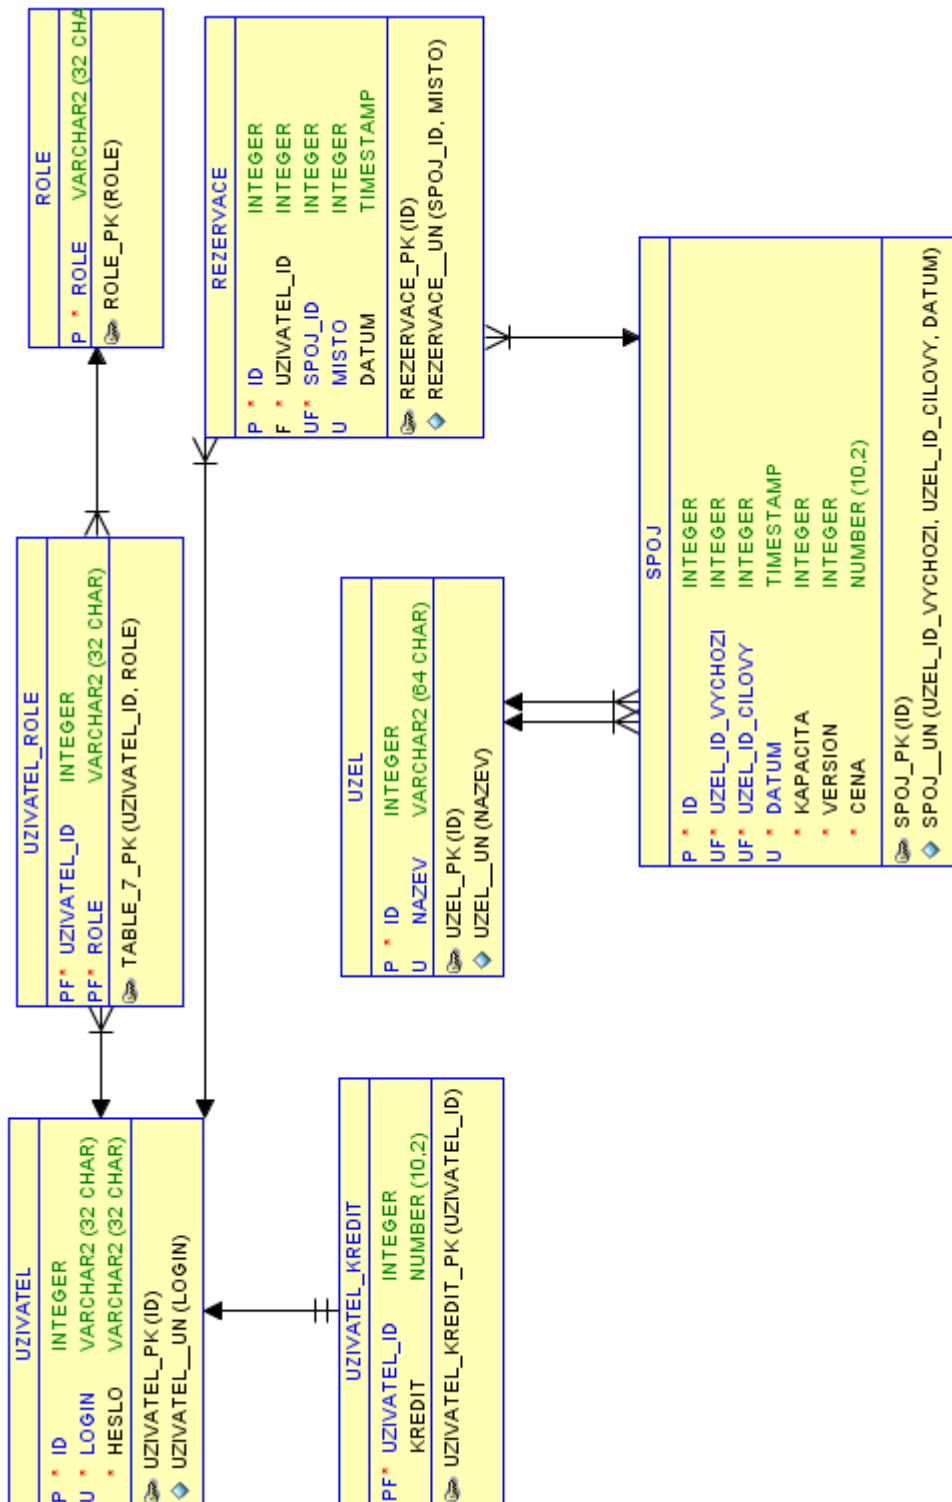 UZIVATEL
P * ID INTEGER
U * LOGIN VARCHAR2 (32 CHAR)
* HESLO VARCHAR2 (32 CHAR)
UZIVATEL_PK (ID)
UZIVATEL__UN (LOGIN)
UZIVATEL_ROLE
PF* UZIVATEL_ID INTEGER
PF* ROLE VARCHAR2 (32 CHAR)
TABLE_7_PK (UZIVATEL_ID, ROLE)
ROLE
P * ROLE VARCHAR2 (32 CHA
ROLE_PK (ROLE)
REZERVACE
P * ID INTEGER
F * UZIVATEL_ID INTEGER
UF* SPOJ_ID INTEGER
U MISTO INTEGER
DATUM TIMESTAMP
REZERVACE_PK (ID)
REZERVACE__UN (SPOJ_ID, MISTO)
UZIVATEL_KREDIT
PF* UZIVATEL_ID INTEGER
KREDIT NUMBER (10,2)
UZIVATEL_KREDIT_PK (UZIVATEL_ID)
UZEL
P * ID INTEGER
U NAZEV VARCHAR2 (64 CHAR)
UZEL_PK (ID)
UZEL__UN (NAZEV)
SPOJ
P * ID INTEGER
UF* UZEL_ID_VYCHOZI INTEGER
UF* UZEL_ID_CILOVY INTEGER
U * DATUM TIMESTAMP
* KAPACITA INTEGER
* VERSION INTEGER
* CENA NUMBER (10,2)
SPOJ_PK (ID)
SPOJ__UN (UZEL_ID_VYCHOZI, UZEL_ID_CILOVY, DATUM)